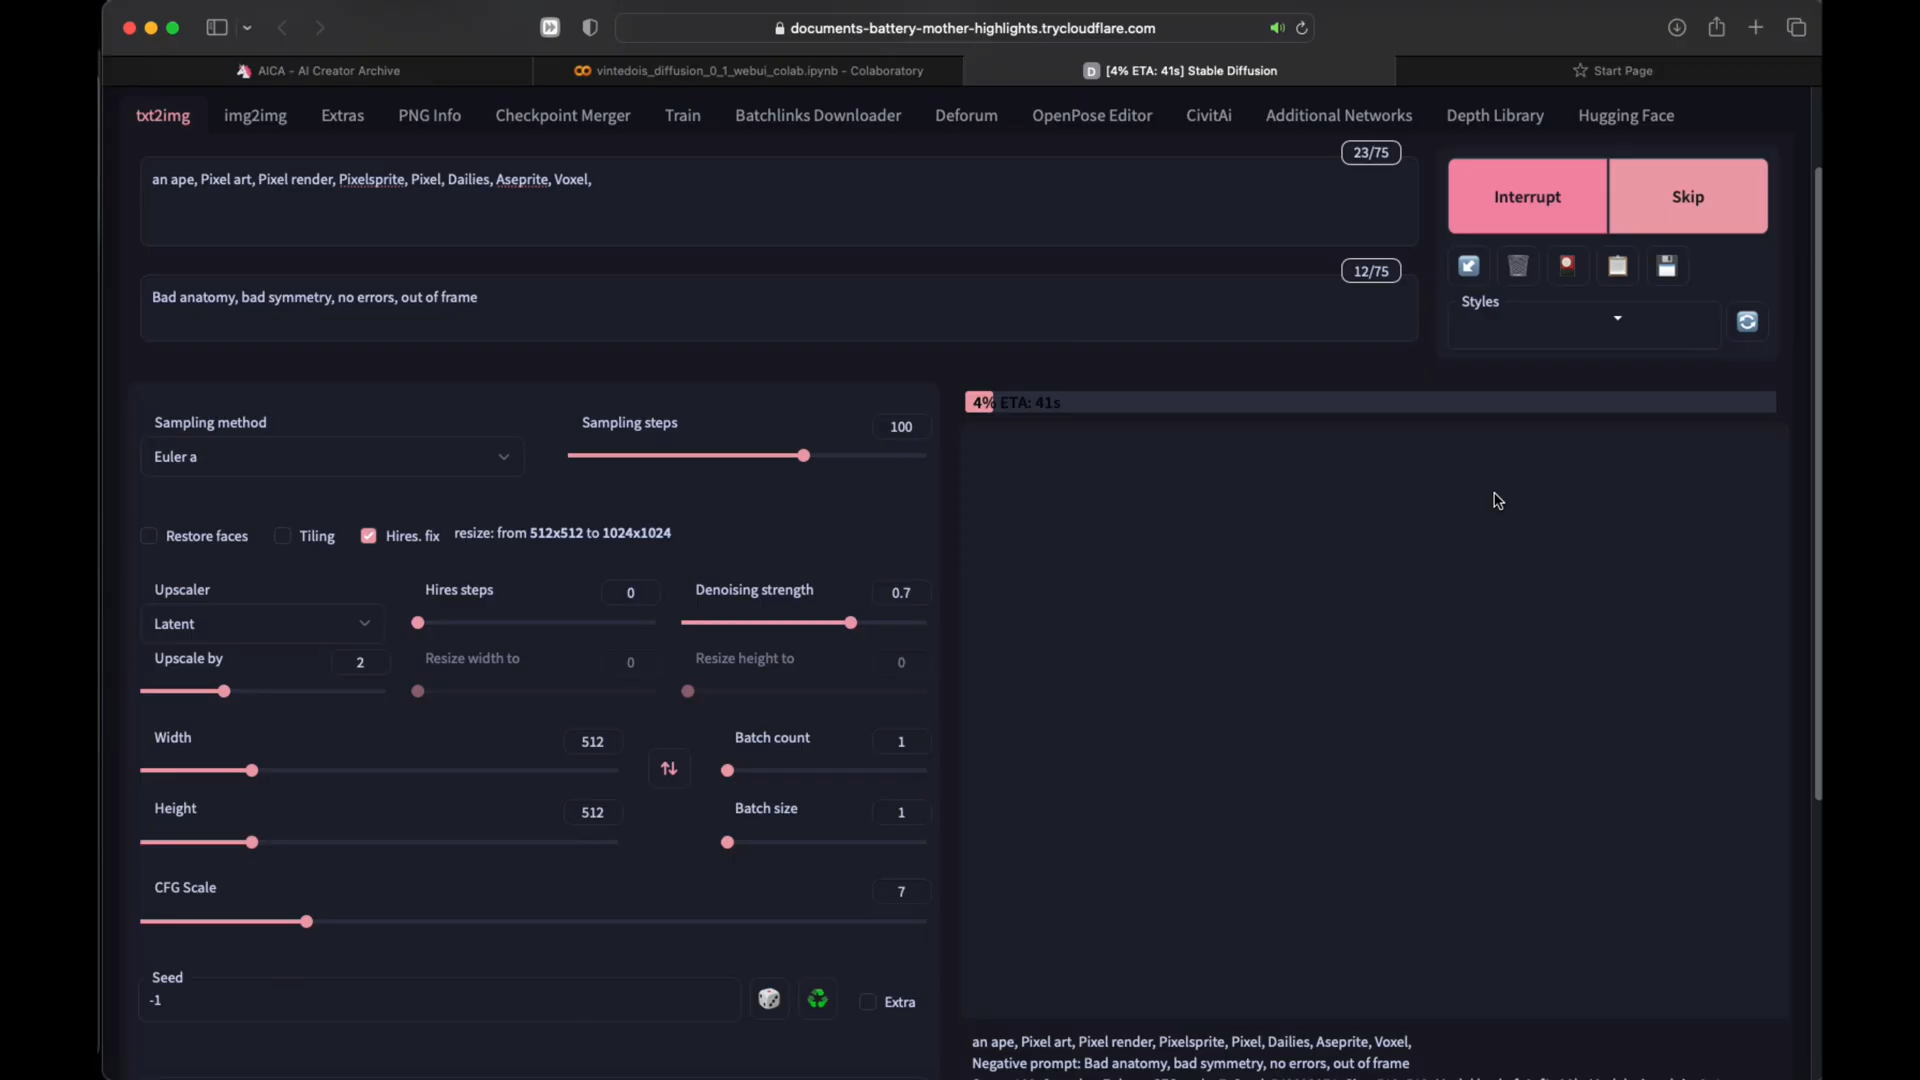 documents-battery-mother-highlights.trycloudflare.com
AICA - AI Creator Archive
vintedois_diffusion_0_1_webui_colab.ipynb - Colaboratory
D [4% ETA: 41s] Stable Diffusion
Start Page
txt2img img2img Extras PNG Info Checkpoint Merger Train Batchlinks Downloader Deforum OpenPose Editor CivitAi Additional Networks Depth Library Hugging Face
23/75
an ape, Pixel art, Pixel render, Pixelsprite, Pixel, Dailies, Aseprite, Voxel,
Interrupt
Skip
12/75
Bad anatomy, bad symmetry, no errors, out of frame
Styles
4% ETA: 41s
Sampling method
Euler a
Sampling steps
100
Restore faces
Tiling
Hires. fix
resize: from 512x512 to 1024x1024
Upscaler
Latent
Hires steps
0
Denoising strength
0.7
Upscale by
2
Resize width to
0
Resize height to
0
Width
512
Batch count
1
Height
512
Batch size
1
CFG Scale
7
Seed
-1
Extra
an ape, Pixel art, Pixel render, Pixelsprite, Pixel, Dailies, Aseprite, Voxel,
Negative prompt: Bad anatomy, bad symmetry, no errors, out of frame